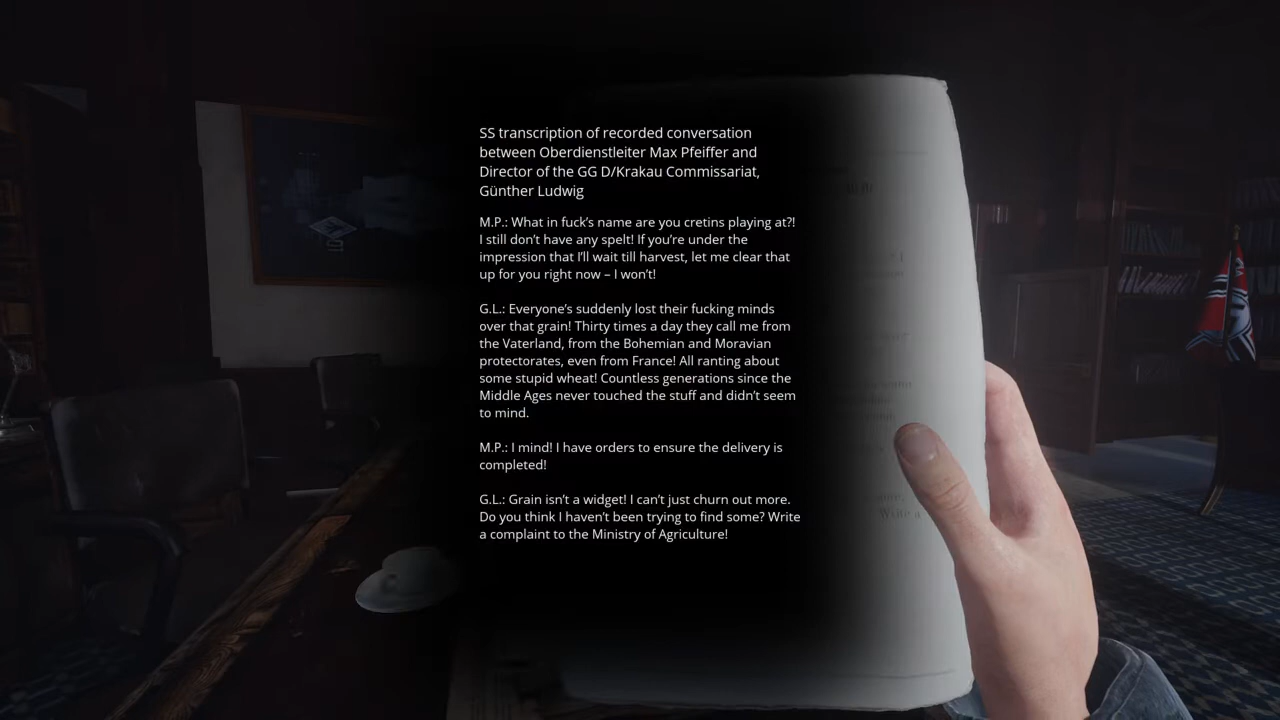 SS transcription of recorded conversation
between Oberdienstleiter Max Pfeiffer and
Director of the GG D/Krakau Commissariat,
Günther Ludwig
M.P.: What in fuck's name are you cretins playing at?!
I still don't have any spelt! If you're under the
impression that I'll wait till harvest, let me clear that
up for you right now – I won't!
G.L.: Everyone's suddenly lost their fucking minds
over that grain! Thirty times a day they call me from
the Vaterland, from the Bohemian and Moravian
protectorates, even from France! All ranting about
some stupid wheat! Countless generations since the
Middle Ages never touched the stuff and didn't seem
to mind.
M.P.: I mind! I have orders to ensure the delivery is
completed!
G.L.: Grain isn't a widget! I can't just churn out more.
Do you think I haven't been trying to find some? Write
a complaint to the Ministry of Agriculture!